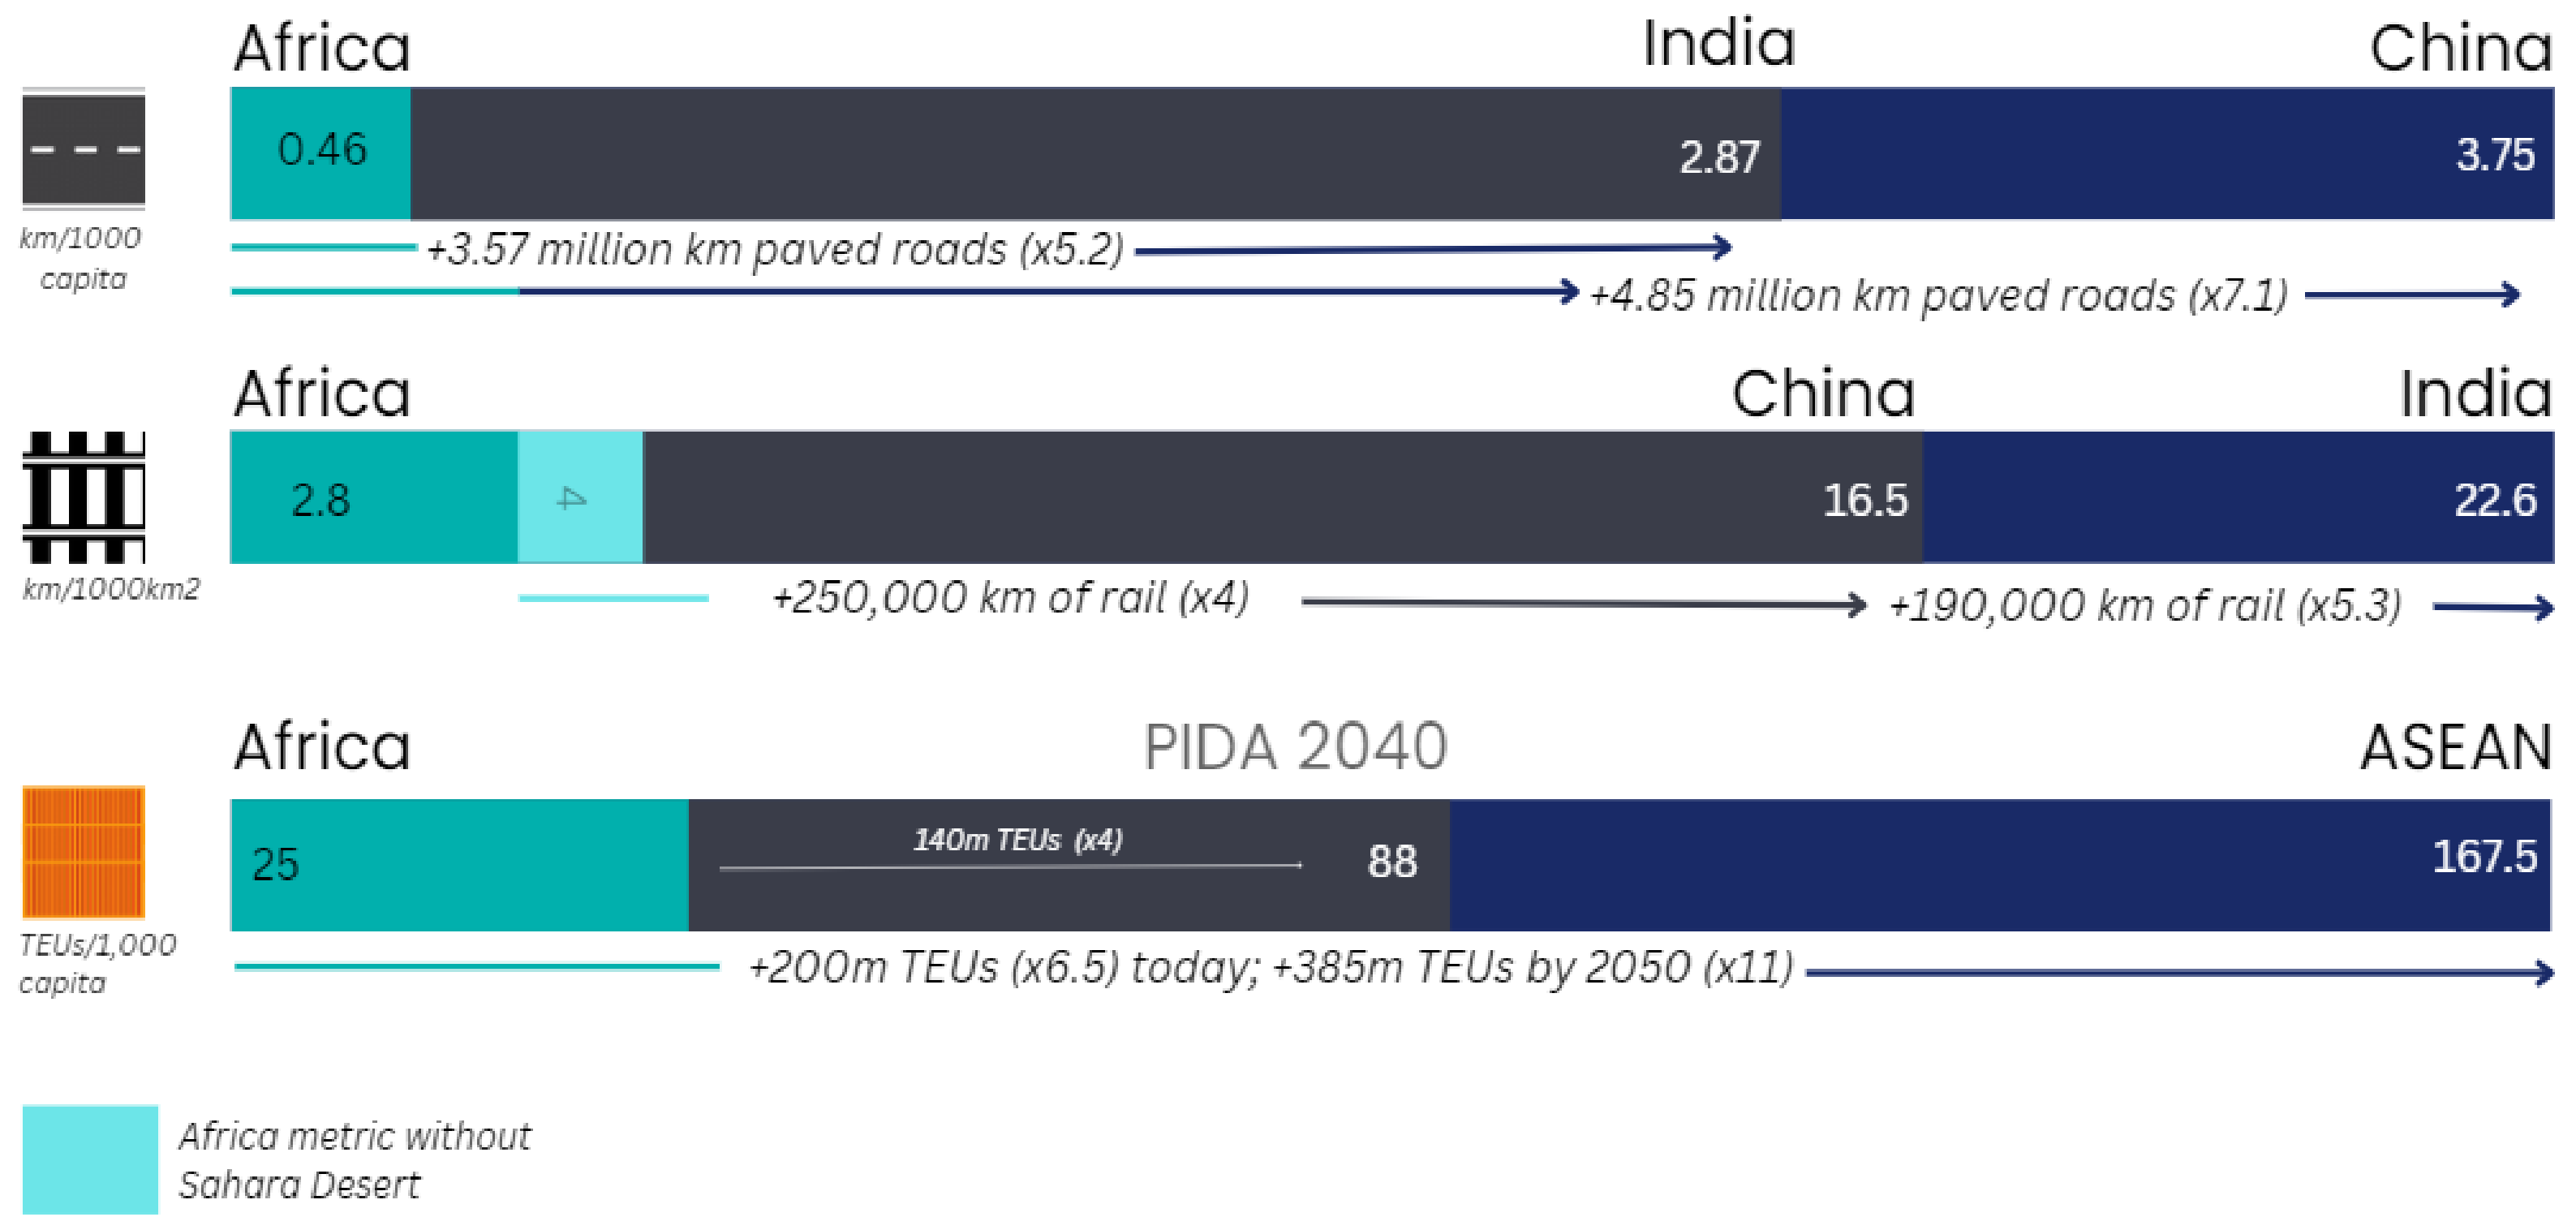 Africa
India
China
0.46
2.87
3.75
km/1000
capita
+3.57 million km paved roads (x5.2)
+4.85 million km paved roads (x7.1)
Africa
China
India
2.8
4
16.5
22.6
km/1000km2
+250,000 km of rail (x4)
+190,000 km of rail (x5.3)
Africa
PIDA 2040
ASEAN
25
140m TEUs (x4)
88
167.5
TEUs/1,000
capita
+200m TEUs (x6.5) today; +385m TEUs by 2050 (x11)
Africa metric without
Sahara Desert